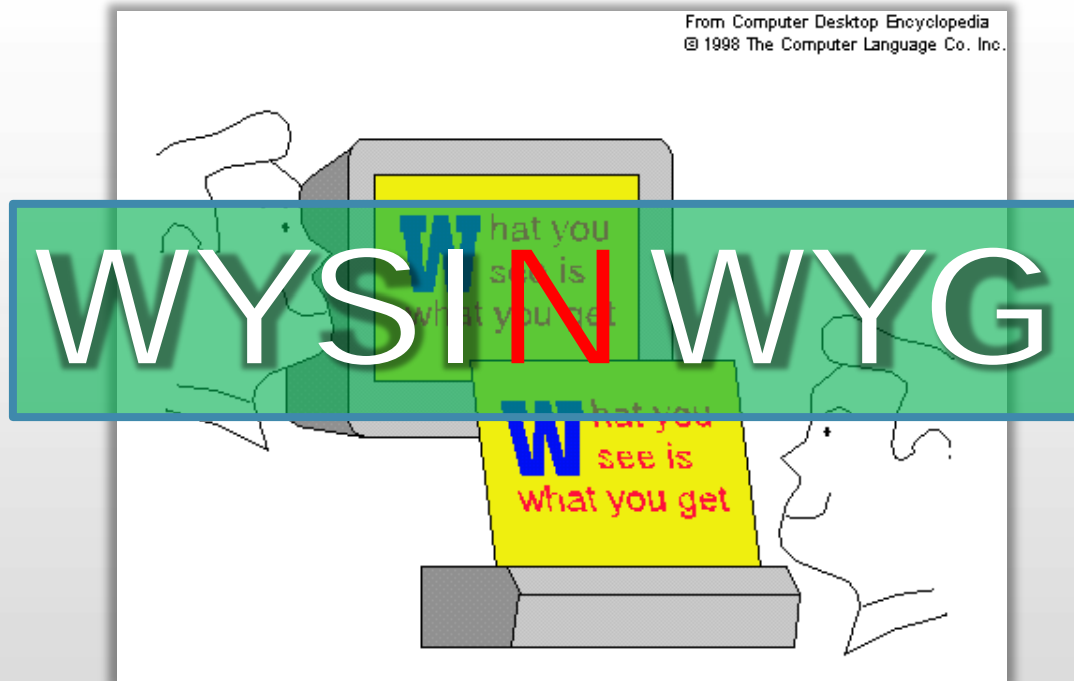 From Computer Desktop Encyclopedia
© 1998 The Computer Language Co. Inc.
What you
see is
what you get
WYSINWYG
What you
see is
what you get